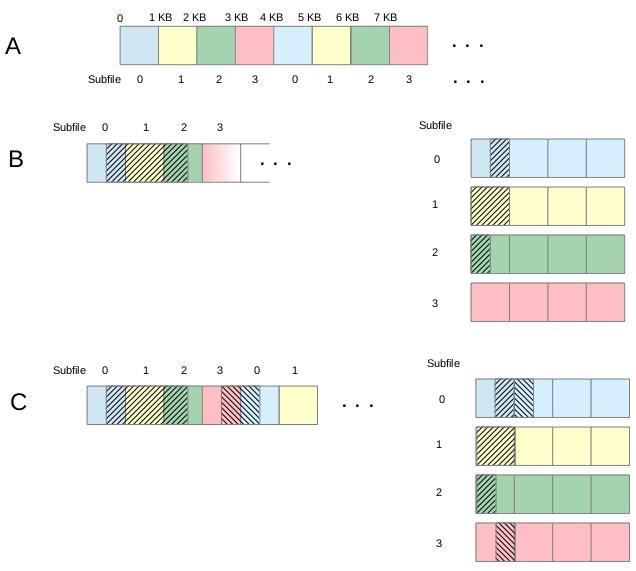 0 1 KB 2 KB 3 KB 4 KB 5 KB 6 KB 7 KB
A . . .
Subfile 0 1 2 3 0 1 2 3 . . .
Subfile 0 1 2 3
B . . .
Subfile
0
1
2
3
Subfile 0 1 2 3 0 1
C . . .
Subfile
0
1
2
3